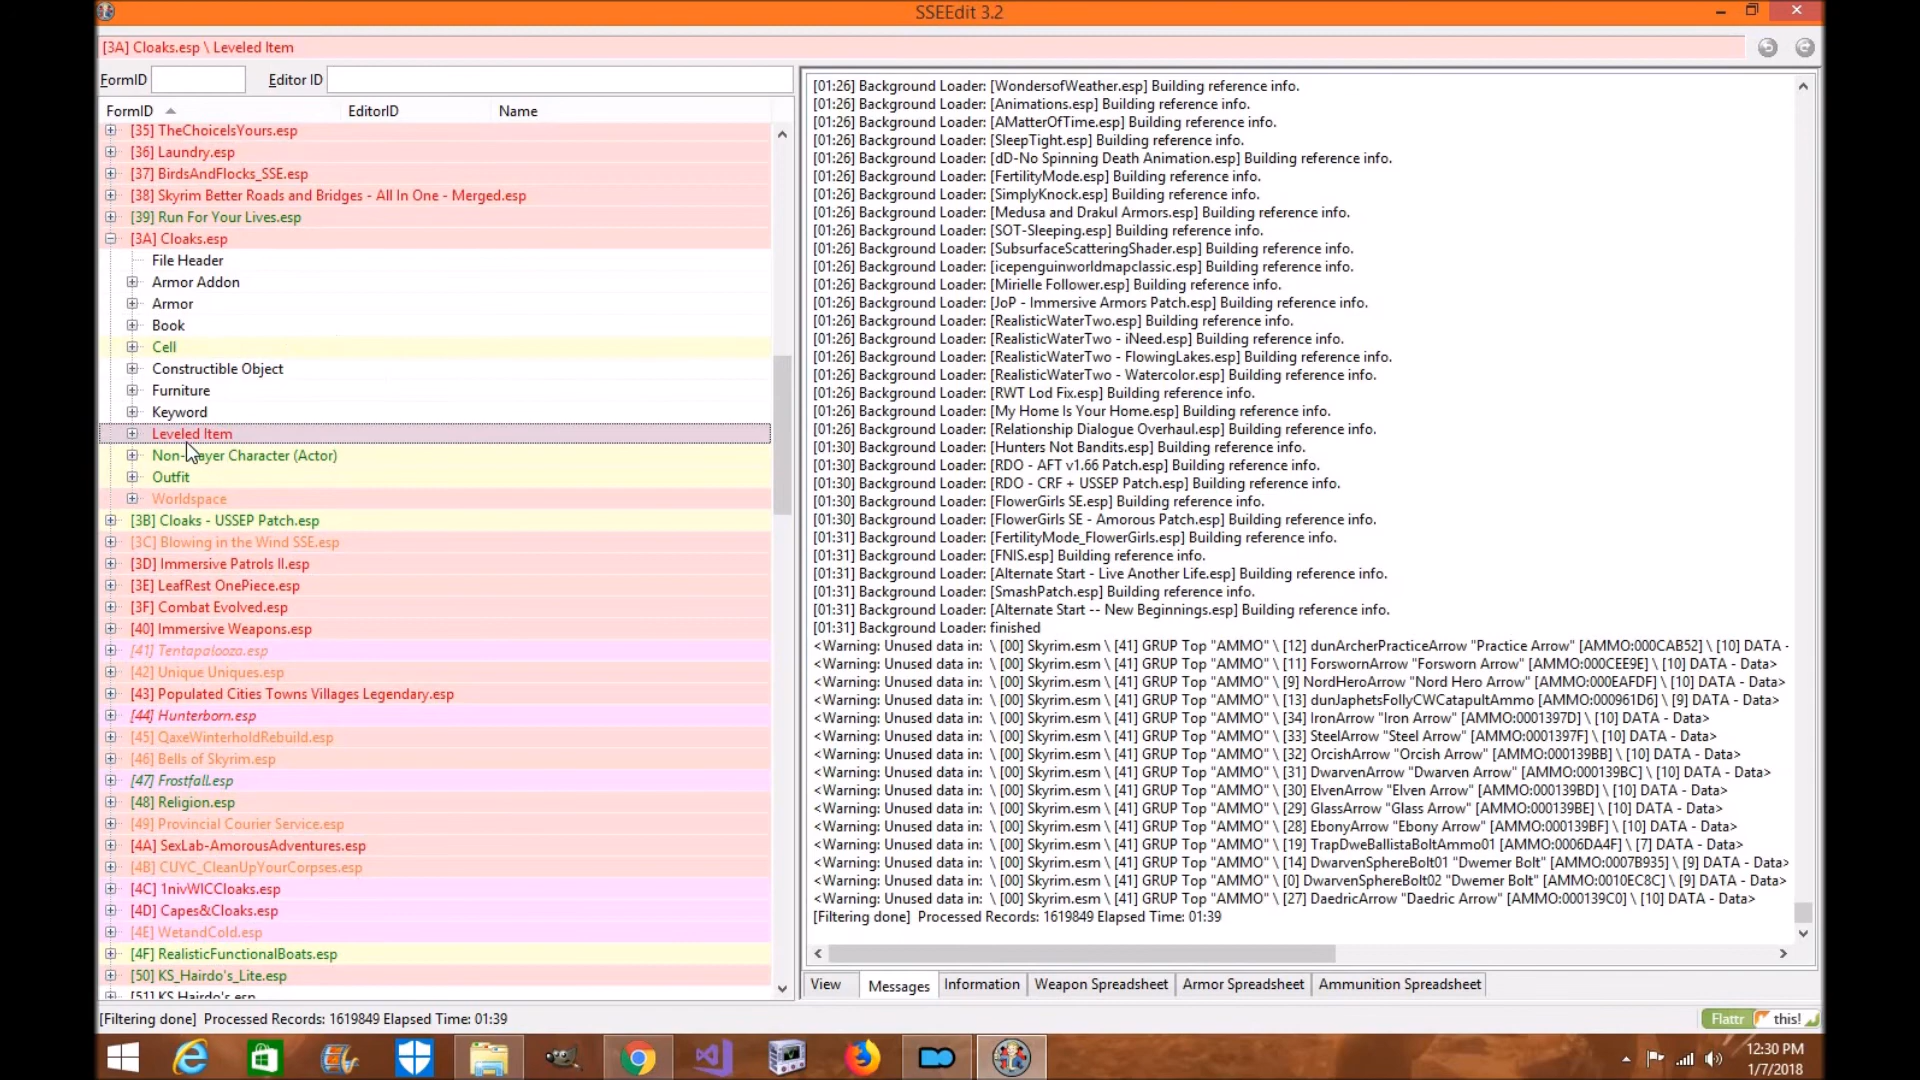 SSEEdit 3.2
[3A] Cloaks.esp \ Leveled Item
FormID
Editor ID
FormID EditorID Name
[35] TheChoiceIsYours.esp
[36] Laundry.esp
[37] BirdsAndFlocks_SSE.esp
[38] Skyrim Better Roads and Bridges - All In One - Merged.esp
[39] Run For Your Lives.esp
[3A] Cloaks.esp
File Header
Armor Addon
Armor
Book
Cell
Constructible Object
Furniture
Keyword
Leveled Item
Non-Player Character (Actor)
Outfit
Worldspace
[3B] Cloaks - USSEP Patch.esp
[3C] Blowing in the Wind SSE.esp
[3D] Immersive Patrols II.esp
[3E] LeafRest OnePiece.esp
[3F] Combat Evolved.esp
[40] Immersive Weapons.esp
[41] Tentapalooza.esp
[42] Unique Uniques.esp
[43] Populated Cities Towns Villages Legendary.esp
[44] Hunterborn.esp
[45] QaxeWinterholdRebuild.esp
[46] Bells of Skyrim.esp
[47] Frostfall.esp
[48] Religion.esp
[49] Provincial Courier Service.esp
[4A] SexLab-AmorousAdventures.esp
[4B] CUYC_CleanUpYourCorpses.esp
[4C] 1nivWICCloaks.esp
[4D] Capes&Cloaks.esp
[4E] WetandCold.esp
[4F] RealisticFunctionalBoats.esp
[50] KS_Hairdo's_Lite.esp
[51] KS Hairdo's.esp
[01:26] Background Loader: [WondersofWeather.esp] Building reference info.
[01:26] Background Loader: [Animations.esp] Building reference info.
[01:26] Background Loader: [AMatterOfTime.esp] Building reference info.
[01:26] Background Loader: [SleepTight.esp] Building reference info.
[01:26] Background Loader: [dD-No Spinning Death Animation.esp] Building reference info.
[01:26] Background Loader: [FertilityMode.esp] Building reference info.
[01:26] Background Loader: [SimplyKnock.esp] Building reference info.
[01:26] Background Loader: [Medusa and Drakul Armors.esp] Building reference info.
[01:26] Background Loader: [SOT-Sleeping.esp] Building reference info.
[01:26] Background Loader: [SubsurfaceScatteringShader.esp] Building reference info.
[01:26] Background Loader: [icepenguinworldmapclassic.esp] Building reference info.
[01:26] Background Loader: [Mirielle Follower.esp] Building reference info.
[01:26] Background Loader: [JoP - Immersive Armors Patch.esp] Building reference info.
[01:26] Background Loader: [RealisticWaterTwo.esp] Building reference info.
[01:26] Background Loader: [RealisticWaterTwo - iNeed.esp] Building reference info.
[01:26] Background Loader: [RealisticWaterTwo - FlowingLakes.esp] Building reference info.
[01:26] Background Loader: [RealisticWaterTwo - Watercolor.esp] Building reference info.
[01:26] Background Loader: [RWT Lod Fix.esp] Building reference info.
[01:26] Background Loader: [My Home Is Your Home.esp] Building reference info.
[01:26] Background Loader: [Relationship Dialogue Overhaul.esp] Building reference info.
[01:30] Background Loader: [Hunters Not Bandits.esp] Building reference info.
[01:30] Background Loader: [RDO - AFT v1.66 Patch.esp] Building reference info.
[01:30] Background Loader: [RDO - CRF + USSEP Patch.esp] Building reference info.
[01:30] Background Loader: [FlowerGirls SE.esp] Building reference info.
[01:30] Background Loader: [FlowerGirls SE - Amorous Patch.esp] Building reference info.
[01:31] Background Loader: [FertilityMode_FlowerGirls.esp] Building reference info.
[01:31] Background Loader: [FNIS.esp] Building reference info.
[01:31] Background Loader: [Alternate Start - Live Another Life.esp] Building reference info.
[01:31] Background Loader: [SmashPatch.esp] Building reference info.
[01:31] Background Loader: [Alternate Start -- New Beginnings.esp] Building reference info.
[01:31] Background Loader: finished
<Warning: Unused data in: \ [00] Skyrim.esm \ [41] GRUP Top "AMMO" \ [12] dunArcherPracticeArrow "Practice Arrow" [AMMO:000CAB52] \ [10] DATA -
<Warning: Unused data in: \ [00] Skyrim.esm \ [41] GRUP Top "AMMO" \ [11] ForswornArrow "Forsworn Arrow" [AMMO:000CEE9E] \ [10] DATA - Data>
<Warning: Unused data in: \ [00] Skyrim.esm \ [41] GRUP Top "AMMO" \ [9] NordHeroArrow "Nord Hero Arrow" [AMMO:000EAFDF] \ [10] DATA - Data>
<Warning: Unused data in: \ [00] Skyrim.esm \ [41] GRUP Top "AMMO" \ [13] dunJaphetsFollyCWCatapultAmmo [AMMO:000961D6] \ [9] DATA - Data>
<Warning: Unused data in: \ [00] Skyrim.esm \ [41] GRUP Top "AMMO" \ [34] IronArrow "Iron Arrow" [AMMO:0001397D] \ [10] DATA - Data>
<Warning: Unused data in: \ [00] Skyrim.esm \ [41] GRUP Top "AMMO" \ [33] SteelArrow "Steel Arrow" [AMMO:0001397F] \ [10] DATA - Data>
<Warning: Unused data in: \ [00] Skyrim.esm \ [41] GRUP Top "AMMO" \ [32] OrcishArrow "Orcish Arrow" [AMMO:000139BB] \ [10] DATA - Data>
<Warning: Unused data in: \ [00] Skyrim.esm \ [41] GRUP Top "AMMO" \ [31] DwarvenArrow "Dwarven Arrow" [AMMO:000139BC] \ [10] DATA - Data>
<Warning: Unused data in: \ [00] Skyrim.esm \ [41] GRUP Top "AMMO" \ [30] ElvenArrow "Elven Arrow" [AMMO:000139BD] \ [10] DATA - Data>
<Warning: Unused data in: \ [00] Skyrim.esm \ [41] GRUP Top "AMMO" \ [29] GlassArrow "Glass Arrow" [AMMO:000139BE] \ [10] DATA - Data>
<Warning: Unused data in: \ [00] Skyrim.esm \ [41] GRUP Top "AMMO" \ [28] EbonyArrow "Ebony Arrow" [AMMO:000139BF] \ [10] DATA - Data>
<Warning: Unused data in: \ [00] Skyrim.esm \ [41] GRUP Top "AMMO" \ [19] TrapDweBallistaBoltAmmo01 [AMMO:0006DA4F] \ [7] DATA - Data>
<Warning: Unused data in: \ [00] Skyrim.esm \ [41] GRUP Top "AMMO" \ [14] DwarvenSphereBolt01 "Dwemer Bolt" [AMMO:0007B935] \ [9] DATA - Data>
<Warning: Unused data in: \ [00] Skyrim.esm \ [41] GRUP Top "AMMO" \ [0] DwarvenSphereBolt02 "Dwemer Bolt" [AMMO:0010EC8C] \ [9] DATA - Data>
<Warning: Unused data in: \ [00] Skyrim.esm \ [41] GRUP Top "AMMO" \ [27] DaedricArrow "Daedric Arrow" [AMMO:000139C0] \ [10] DATA - Data>
[Filtering done] Processed Records: 1619849 Elapsed Time: 01:39
View Messages Information Weapon Spreadsheet Armor Spreadsheet Ammunition Spreadsheet
[Filtering done] Processed Records: 1619849 Elapsed Time: 01:39
Flattr this!
12:30 PM
1/7/2018